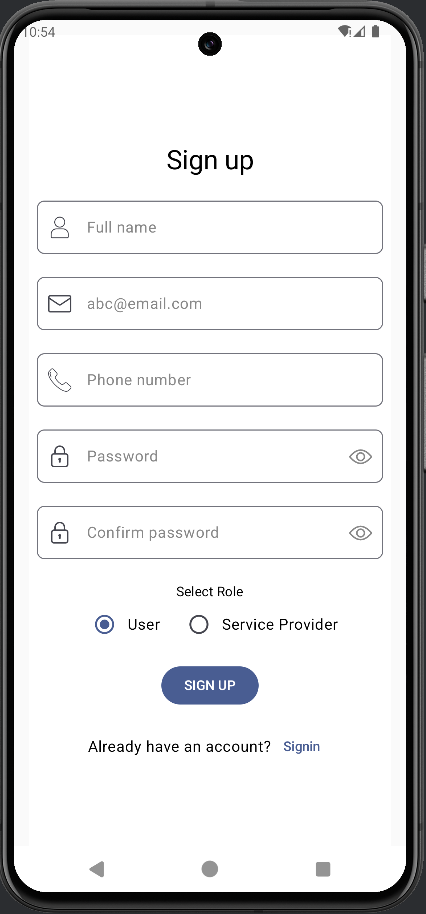 10:54
Sign up
Full name
abc@email.com
Phone number
Password
Confirm password
Select Role
User Service Provider
SIGN UP
Already have an account? Signin